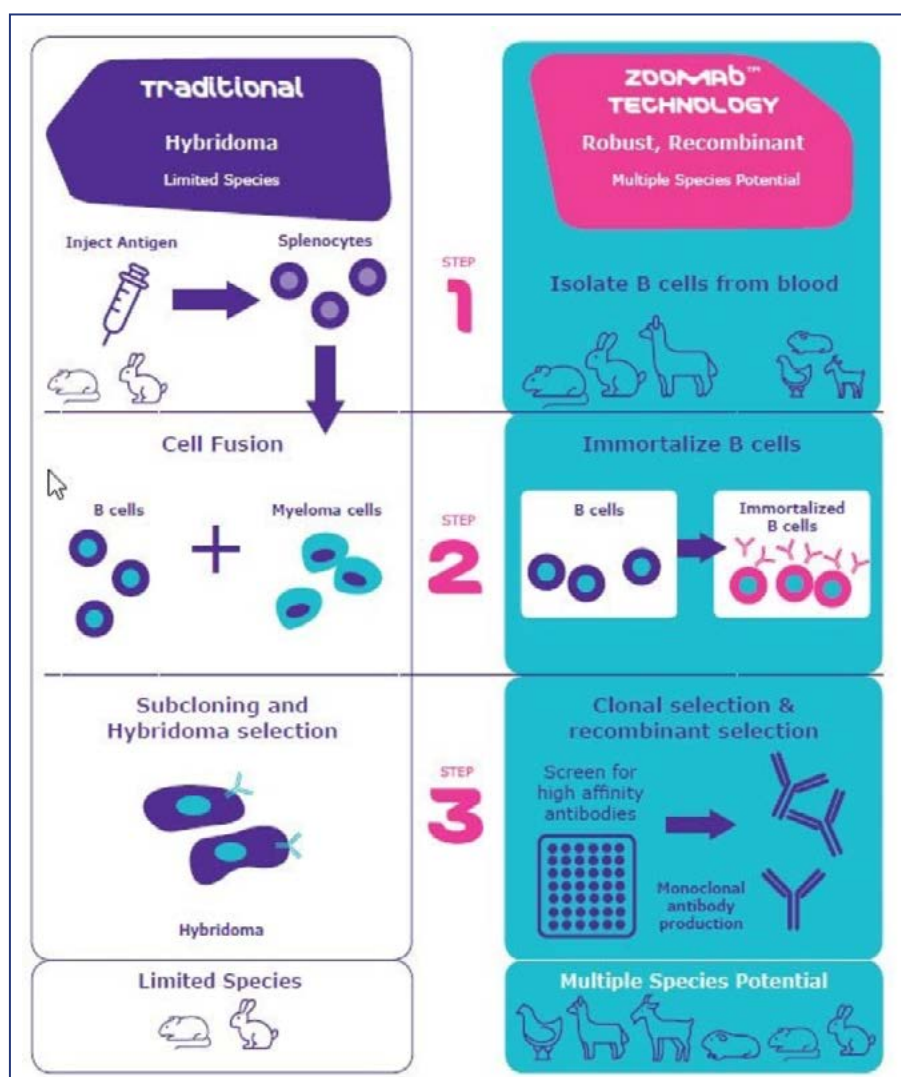 Traditional
Hybridoma
Limited Species
Inject Antigen
Splenocytes
ZOOMAb™
TECHNOLOGY
Robust, Recombinant
Multiple Species Potential
STEP
1
Isolate B cells from blood
Cell Fusion
B cells
Myeloma cells
STEP
2
Immortalize B cells
B cells
Immortalized
B cells
Subcloning and
Hybridoma selection
Hybridoma
STEP
3
Clonal selection &
recombinant selection
Screen for
high affinity
antibodies
Monoclonal
antibody
production
Limited Species
Multiple Species Potential